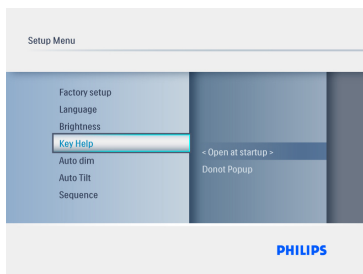 Setup Menu
Factory setup
Language
Brightness
Key Help
Auto dim
Auto Tilt
Sequence
< Open at startup >
Donot Popup
PHILIPS